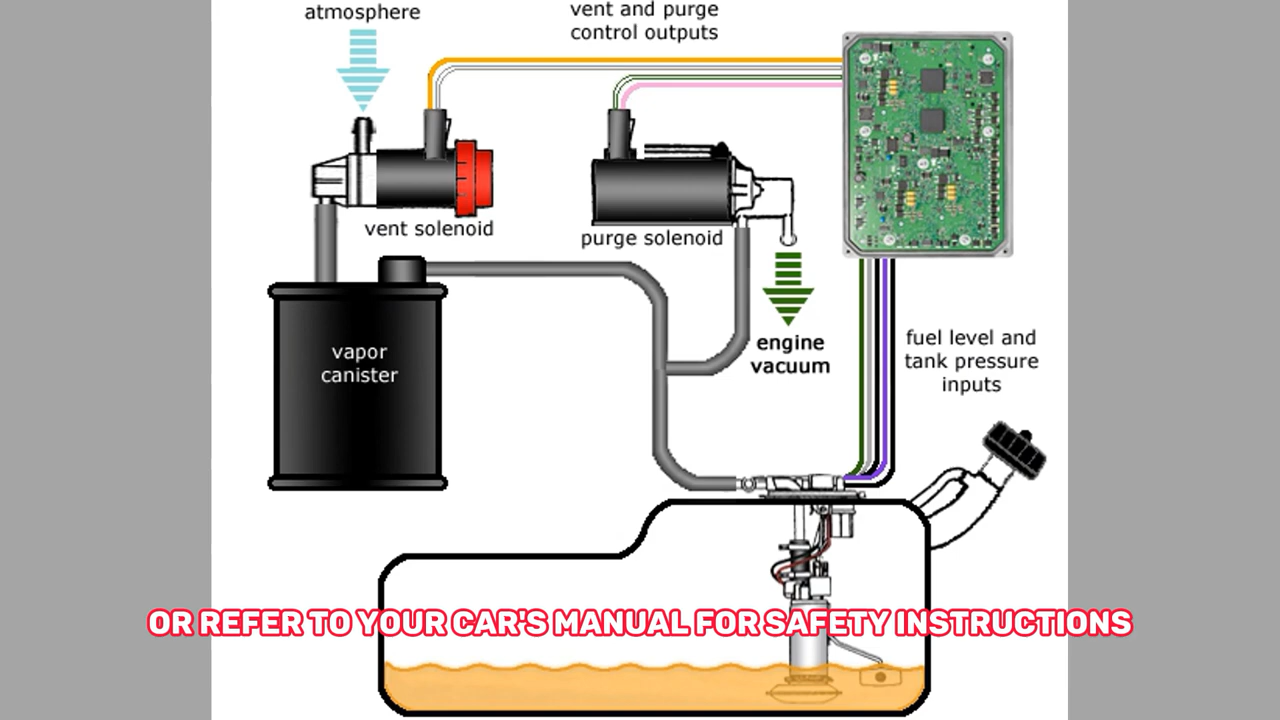 atmosphere
vent and purge
control outputs
vent solenoid
purge solenoid
engine
vacuum
fuel level and
tank pressure
inputs
vapor
canister
OR REFER TO YOUR CAR'S MANUAL FOR SAFETY INSTRUCTIONS